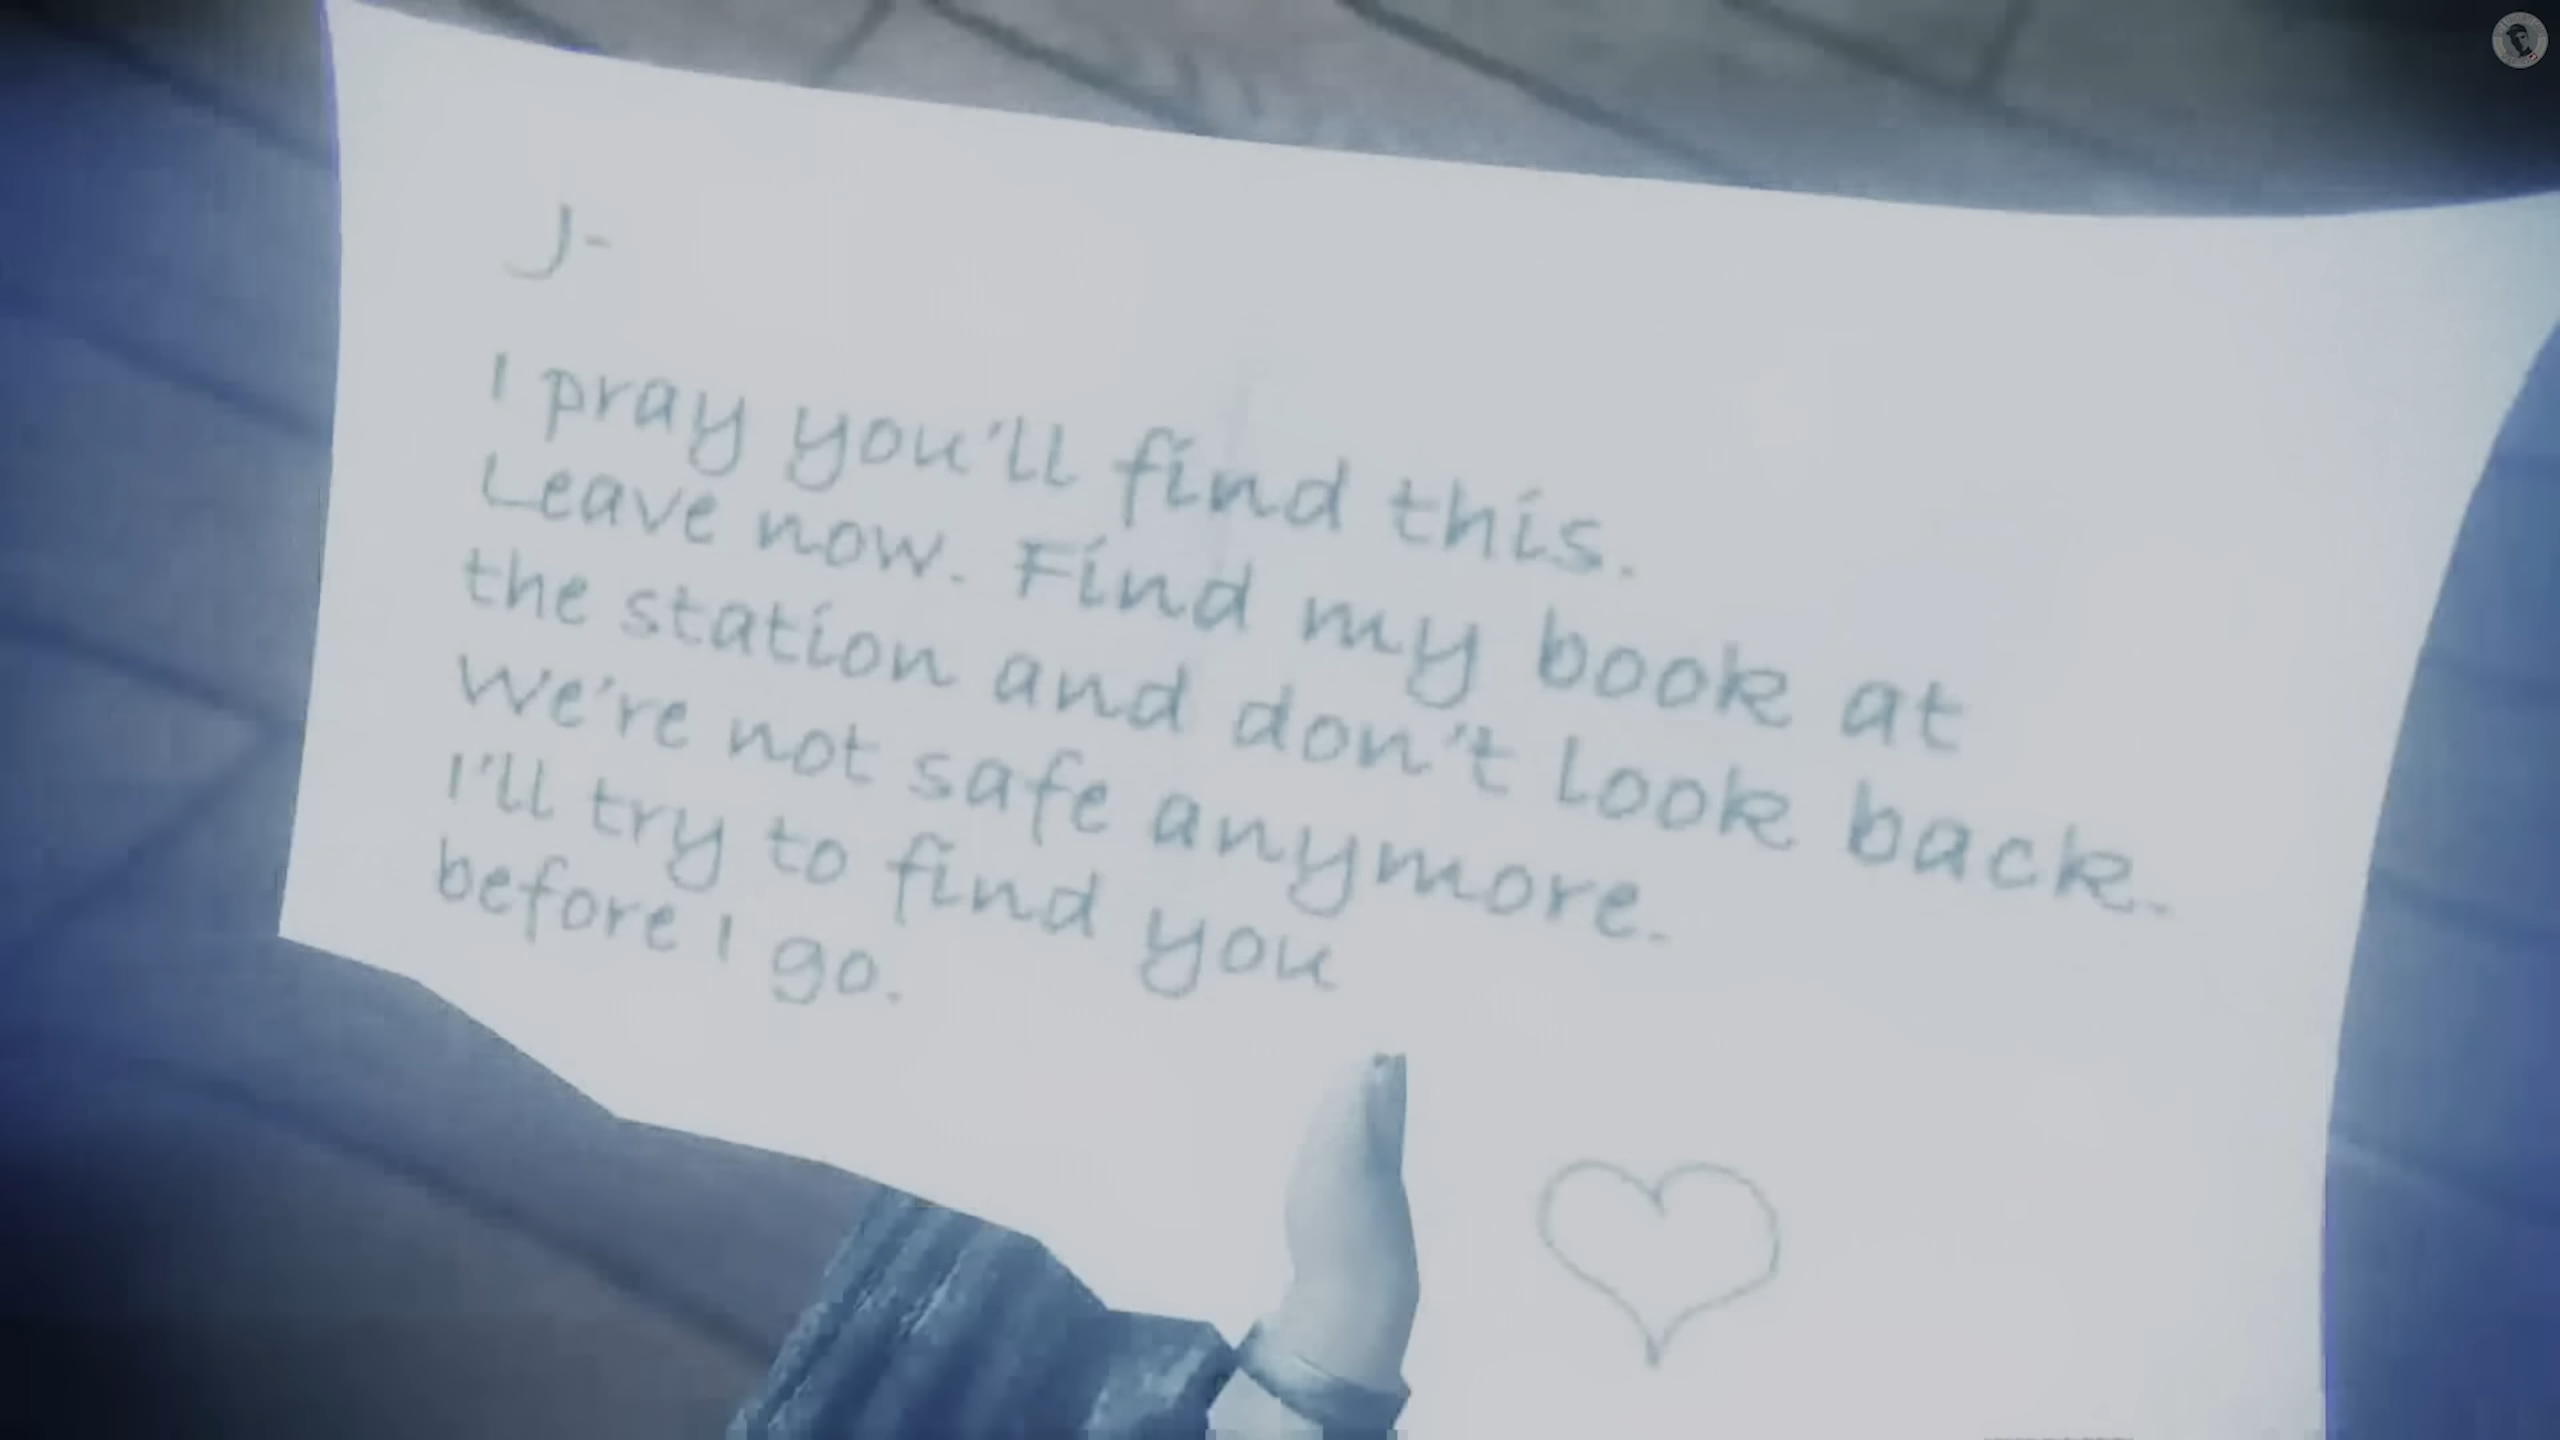 J-
I pray you'll find this.
Leave now. Find my book at
the station and don't look back.
We're not safe anymore.
I'll try to find you
before I go.